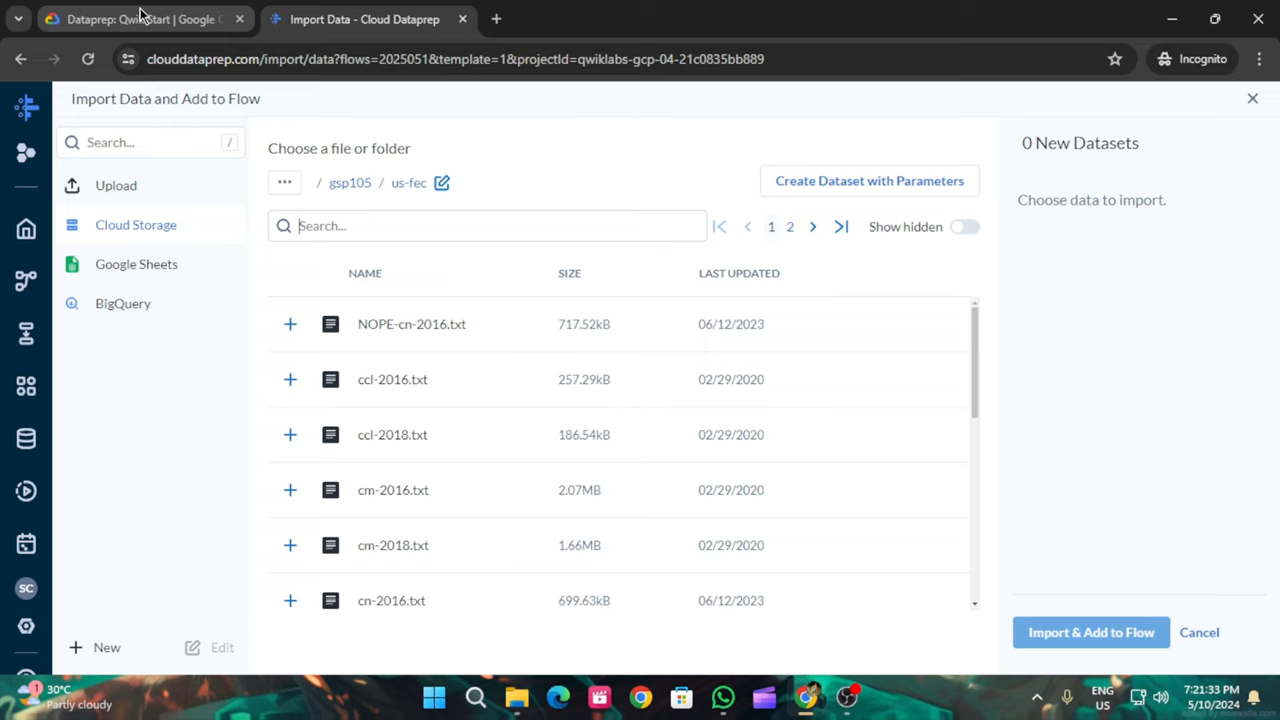 Dataprep: Qwik Start | Google C
Import Data - Cloud Dataprep
clouddataprep.com/import/data?flows=2025051&template=1&projectId=qwiklabs-gcp-04-21c0835bb889
Incognito
Import Data and Add to Flow
Search... /
Upload
Cloud Storage
Google Sheets
BigQuery
+ New
Edit
SC
Choose a file or folder
... / gsp105 / us-fec
Create Dataset with Parameters
Search...
1 2
Show hidden
NAME SIZE LAST UPDATED
NOPE-cn-2016.txt 717.52kB 06/12/2023
ccl-2016.txt 257.29kB 02/29/2020
ccl-2018.txt 186.54kB 02/29/2020
cm-2016.txt 2.07MB 02/29/2020
cm-2018.txt 1.66MB 02/29/2020
cn-2016.txt 699.63kB 06/12/2023
0 New Datasets
Choose data to import.
Import & Add to Flow
Cancel
1
30°C
Partly cloudy
ENG
US
7:21:33 PM
5/10/2024